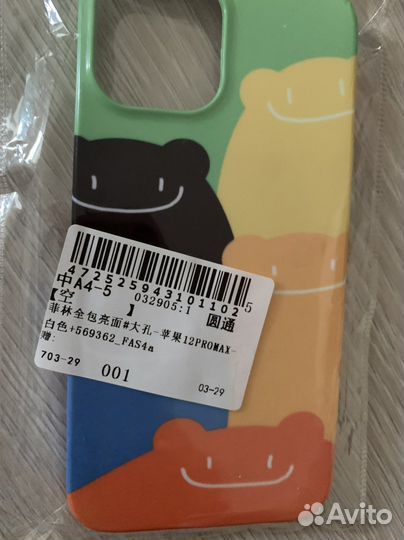 4725259431011025
中A4-5
032905:1
【空 】
圆通
菲林全包亮面#大孔-苹果12PROMAX-
白色+569362_FAS4a
赠:
703-29
001
03-29
Avito